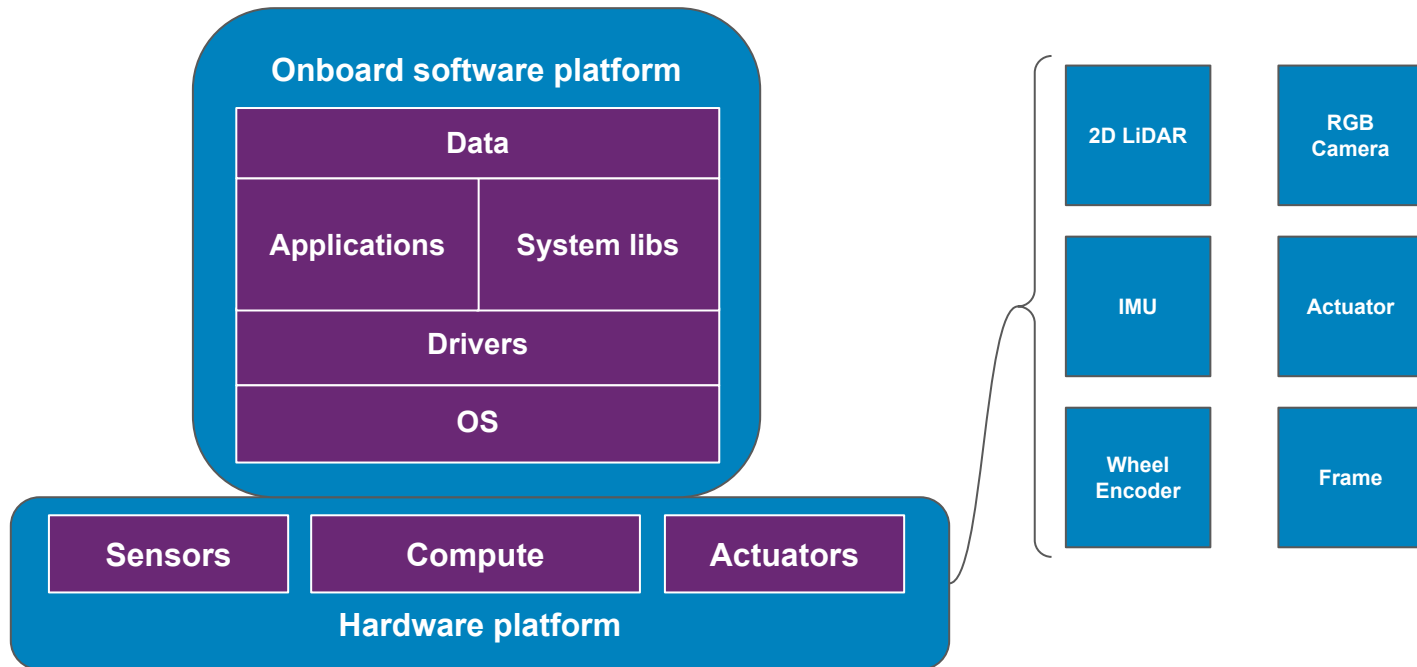 Onboard software platform
Data
Applications
System libs
Drivers
OS
Sensors
Compute
Actuators
Hardware platform
2D LiDAR
RGB
Camera
IMU
Actuator
Wheel
Encoder
Frame